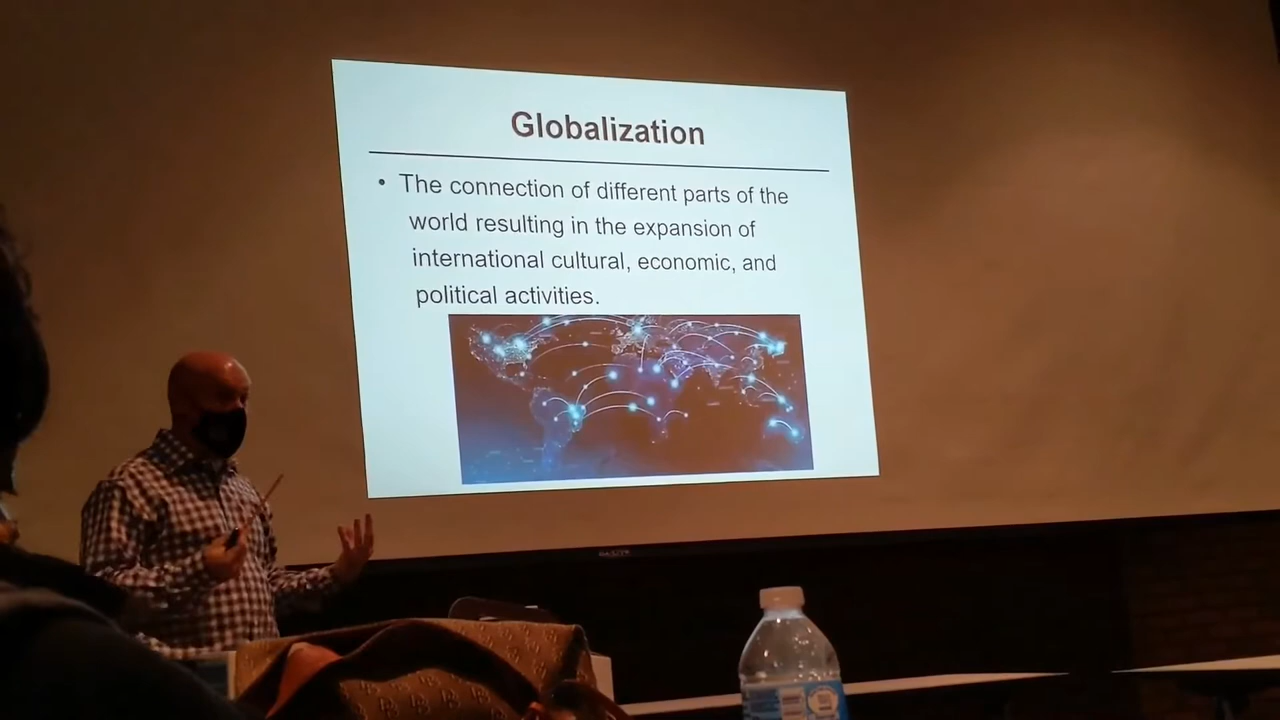 Globalization
• The connection of different parts of the
world resulting in the expansion of
international cultural, economic, and
political activities.